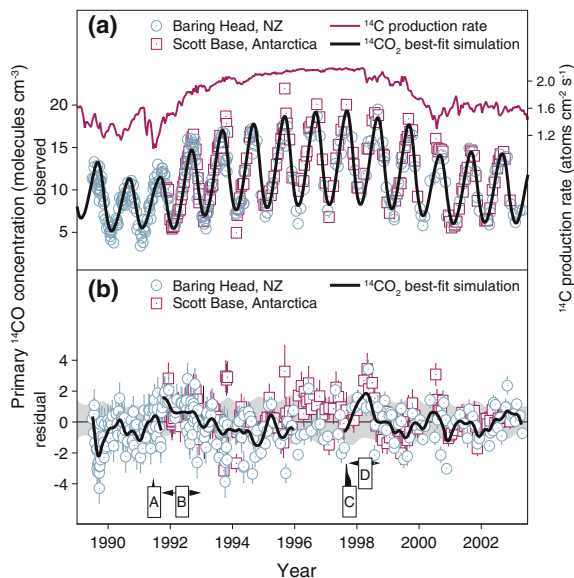 (a)
Baring Head, NZ
Scott Base, Antarctica
¹⁴C production rate
¹⁴CO₂ best-fit simulation
Primary ¹⁴CO concentration (molecules cm⁻³)
observed
residual
20
15
10
5
2.0
1.6
1.2
¹⁴C production rate (atoms cm⁻² s⁻¹)
(b)
Baring Head, NZ
Scott Base, Antarctica
¹⁴CO₂ best-fit simulation
4
2
0
-2
-4
A
B
C
D
1990
1992
1994
1996
1998
2000
2002
Year